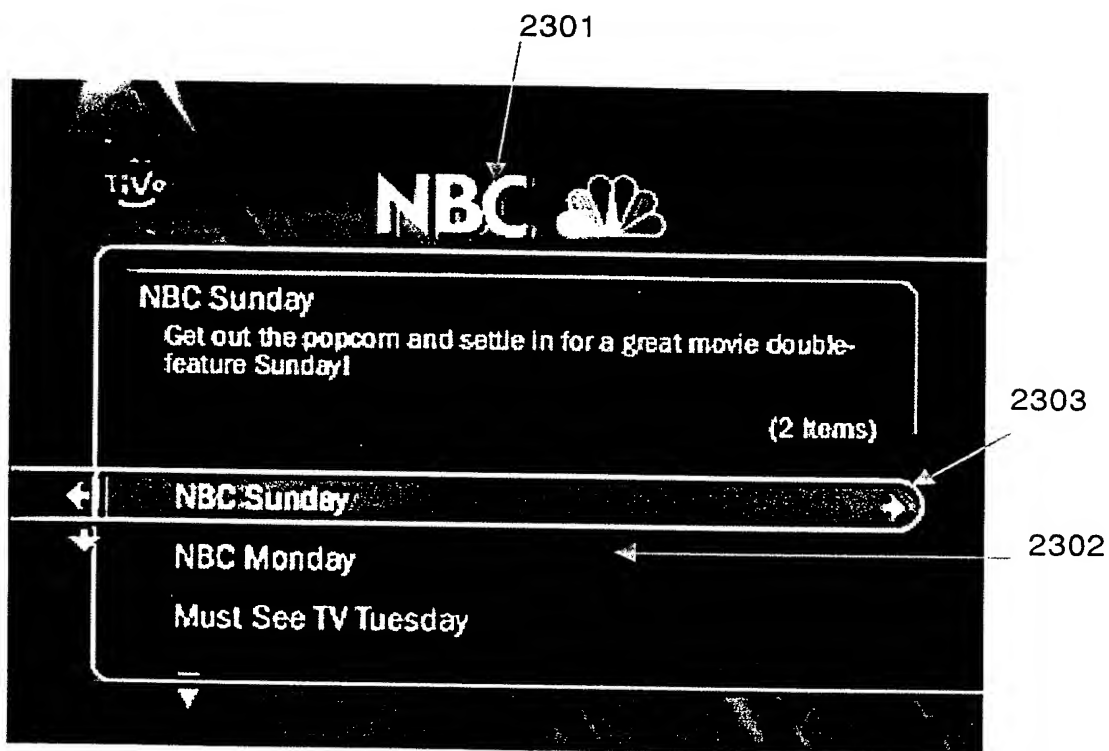 2301
TiVo
NBC
NBC Sunday
Get out the popcorn and settle in for a great movie double-
feature Sunday!
(2 Items)
2303
NBC Sunday
NBC Monday
2302
Must See TV Tuesday